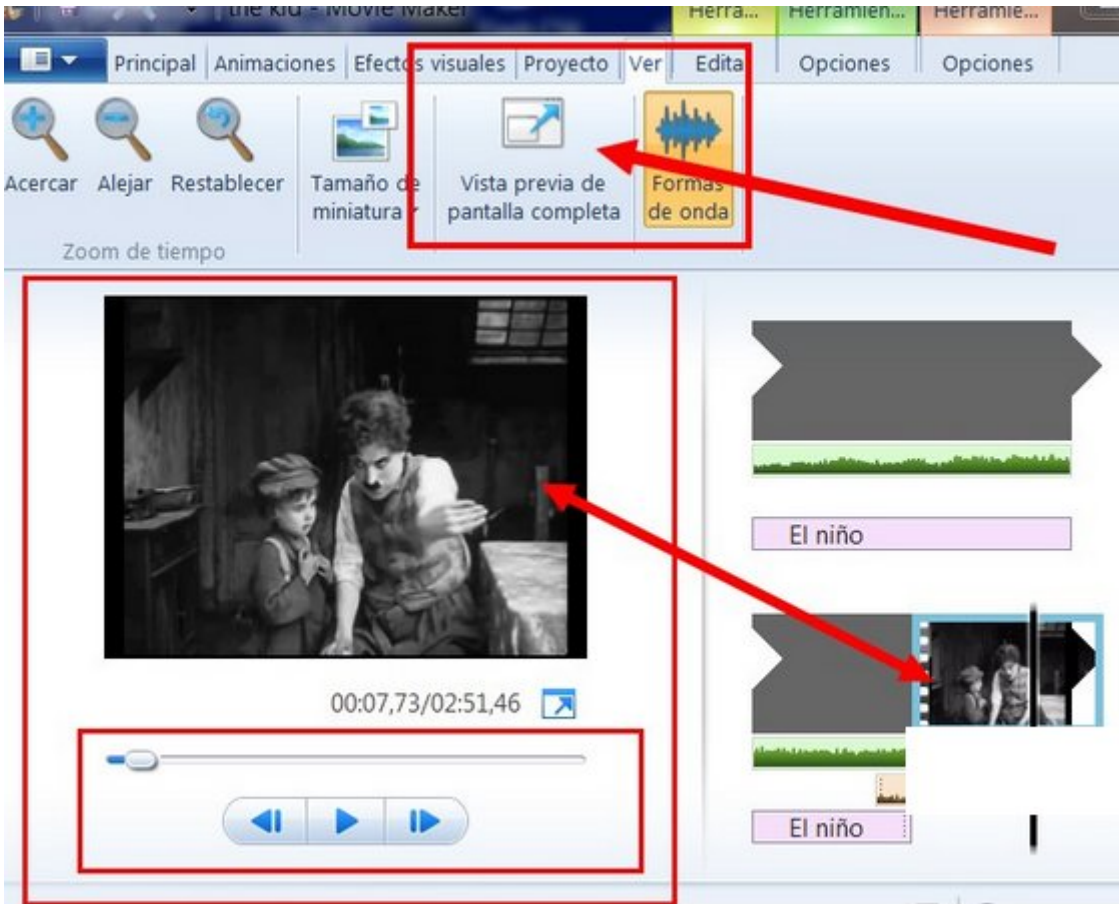 the kid - Movie Maker
Herra... Herramien... Herramie...
Principal Animaciones Efectos visuales Proyecto Ver Edita Opciones Opciones
Acercar Alejar Restablecer Tamaño de miniatura Vista previa de pantalla completa Formas de onda
Zoom de tiempo
El niño
00:07,73/02:51,46
El niño